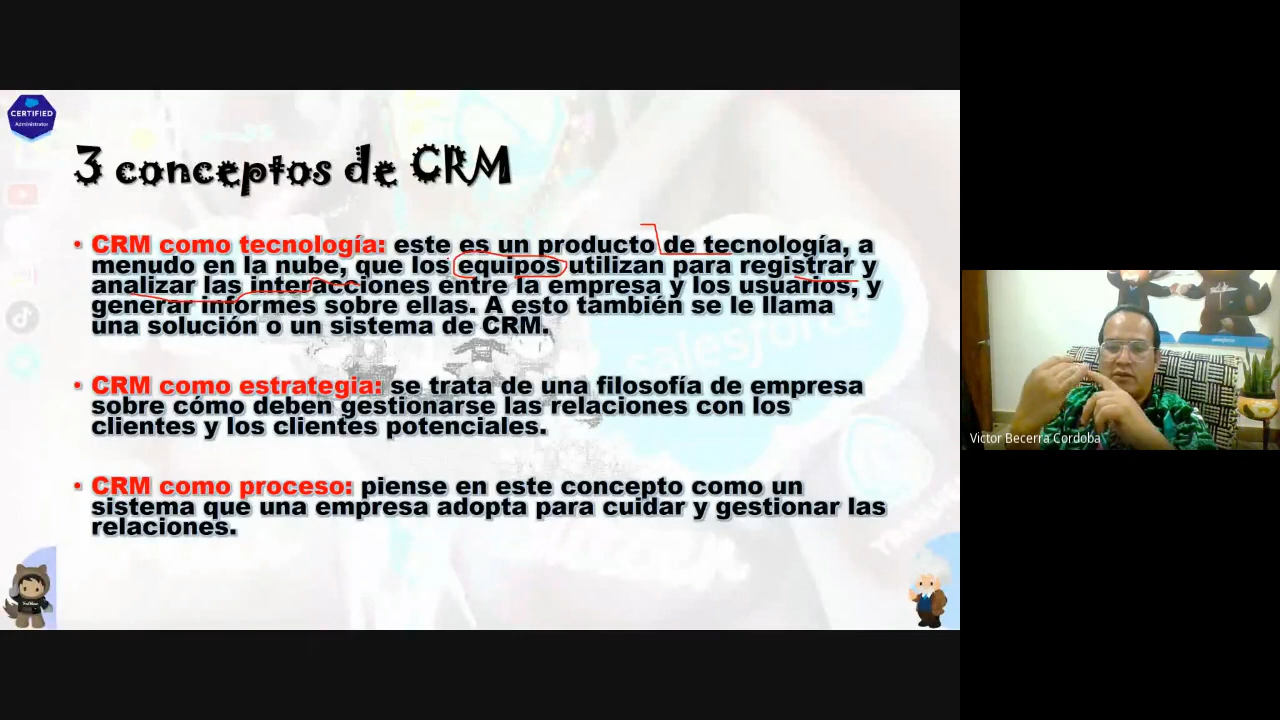 CERTIFIED
Administrator
3 conceptos de CRM
• CRM como tecnología: este es un producto de tecnología, a
menudo en la nube, que los equipos utilizan para registrar y
analizar las interacciones entre la empresa y los usuarios, y
generar informes sobre ellas. A esto también se le llama
una solución o un sistema de CRM.
• CRM como estrategia: se trata de una filosofía de empresa
sobre cómo deben gestionarse las relaciones con los
clientes y los clientes potenciales.
• CRM como proceso: piense en este concepto como un
sistema que una empresa adopta para cuidar y gestionar las
relaciones.
salesforce
Victor Becerra Cordoba